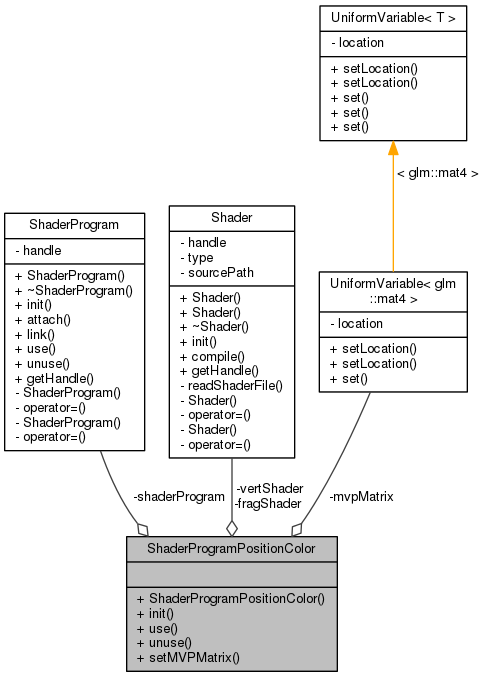 UniformVariable< T >
- location
+ setLocation()
+ setLocation()
+ set()
+ set()
+ set()
< glm::mat4 >
ShaderProgram
- handle
+ ShaderProgram()
+ ~ShaderProgram()
+ init()
+ attach()
+ link()
+ use()
+ unuse()
+ getHandle()
- ShaderProgram()
- operator=()
- ShaderProgram()
- operator=()
Shader
- handle
- type
- sourcePath
+ Shader()
+ Shader()
+ ~Shader()
+ init()
+ compile()
+ getHandle()
- readShaderFile()
- Shader()
- operator=()
- Shader()
- operator=()
UniformVariable< glm
::mat4 >
- location
+ setLocation()
+ setLocation()
+ set()
-shaderProgram
-vertShader
-fragShader
-mvpMatrix
ShaderProgramPositionColor
+ ShaderProgramPositionColor()
+ init()
+ use()
+ unuse()
+ setMVPMatrix()